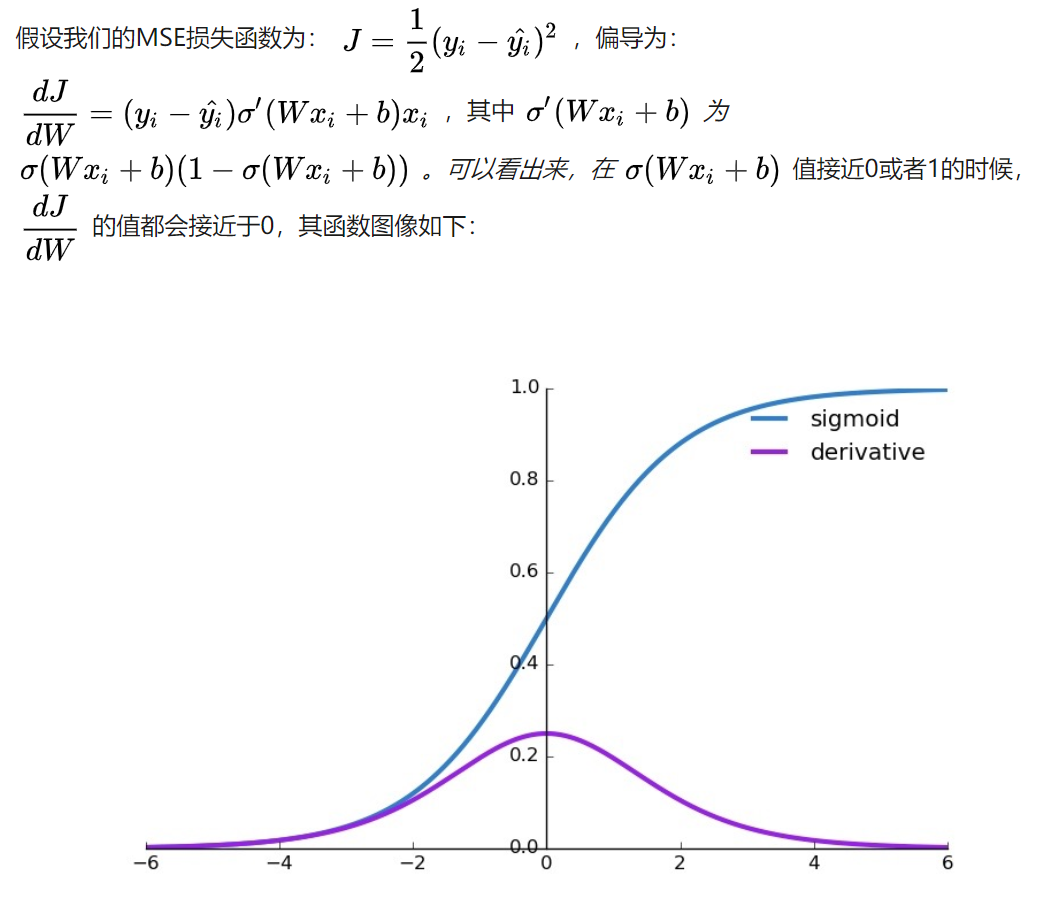 假设我们的MSE损失函数为： $J = \frac{1}{2}(y_i - \hat{y_i})^2$ ，偏导为：
$\frac{dJ}{dW} = (y_i - \hat{y_i})\sigma'(Wx_i + b)x_i$ ，其中 $\sigma'(Wx_i + b)$ 为
$\sigma(Wx_i + b)(1 - \sigma(Wx_i + b))$ 。可以看出来，在 $\sigma(Wx_i + b)$ 值接近0或者1的时候，
$\frac{dJ}{dW}$ 的值都会接近于0，其函数图像如下：
1.0
sigmoid
derivative
0.8
0.6
0.4
0.2
0.0
−6 −4 −2 0 2 4 6